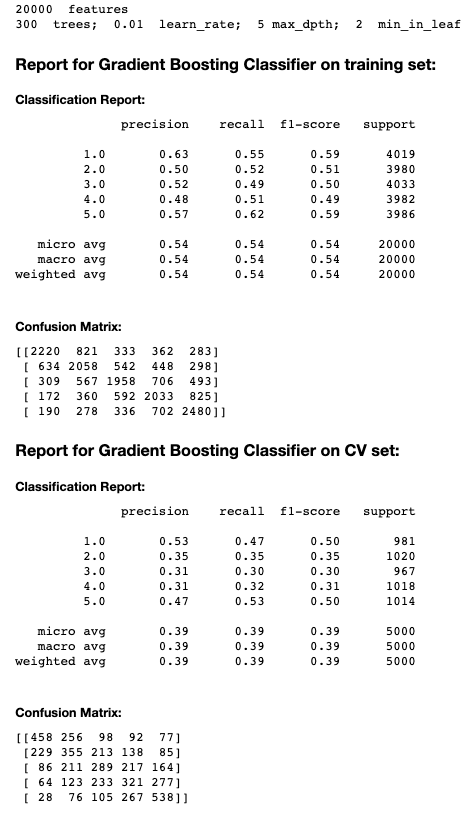 20000 features
300 trees; 0.01 learn_rate; 5 max_dpth; 2 min_in_leaf
Report for Gradient Boosting Classifier on training set:
Classification Report:
precision recall f1-score support
1.0 0.63 0.55 0.59 4019
2.0 0.50 0.52 0.51 3980
3.0 0.52 0.49 0.50 4033
4.0 0.48 0.51 0.49 3982
5.0 0.57 0.62 0.59 3986
micro avg 0.54 0.54 0.54 20000
macro avg 0.54 0.54 0.54 20000
weighted avg 0.54 0.54 0.54 20000
Confusion Matrix:
[[2220 821 333 362 283]
[ 634 2058 542 448 298]
[ 309 567 1958 706 493]
[ 172 360 592 2033 825]
[ 190 278 336 702 2480]]
Report for Gradient Boosting Classifier on CV set:
Classification Report:
precision recall f1-score support
1.0 0.53 0.47 0.50 981
2.0 0.35 0.35 0.35 1020
3.0 0.31 0.30 0.30 967
4.0 0.31 0.32 0.31 1018
5.0 0.47 0.53 0.50 1014
micro avg 0.39 0.39 0.39 5000
macro avg 0.39 0.39 0.39 5000
weighted avg 0.39 0.39 0.39 5000
Confusion Matrix:
[[458 256 98 92 77]
[229 355 213 138 85]
[ 86 211 289 217 164]
[ 64 123 233 321 277]
[ 28 76 105 267 538]]